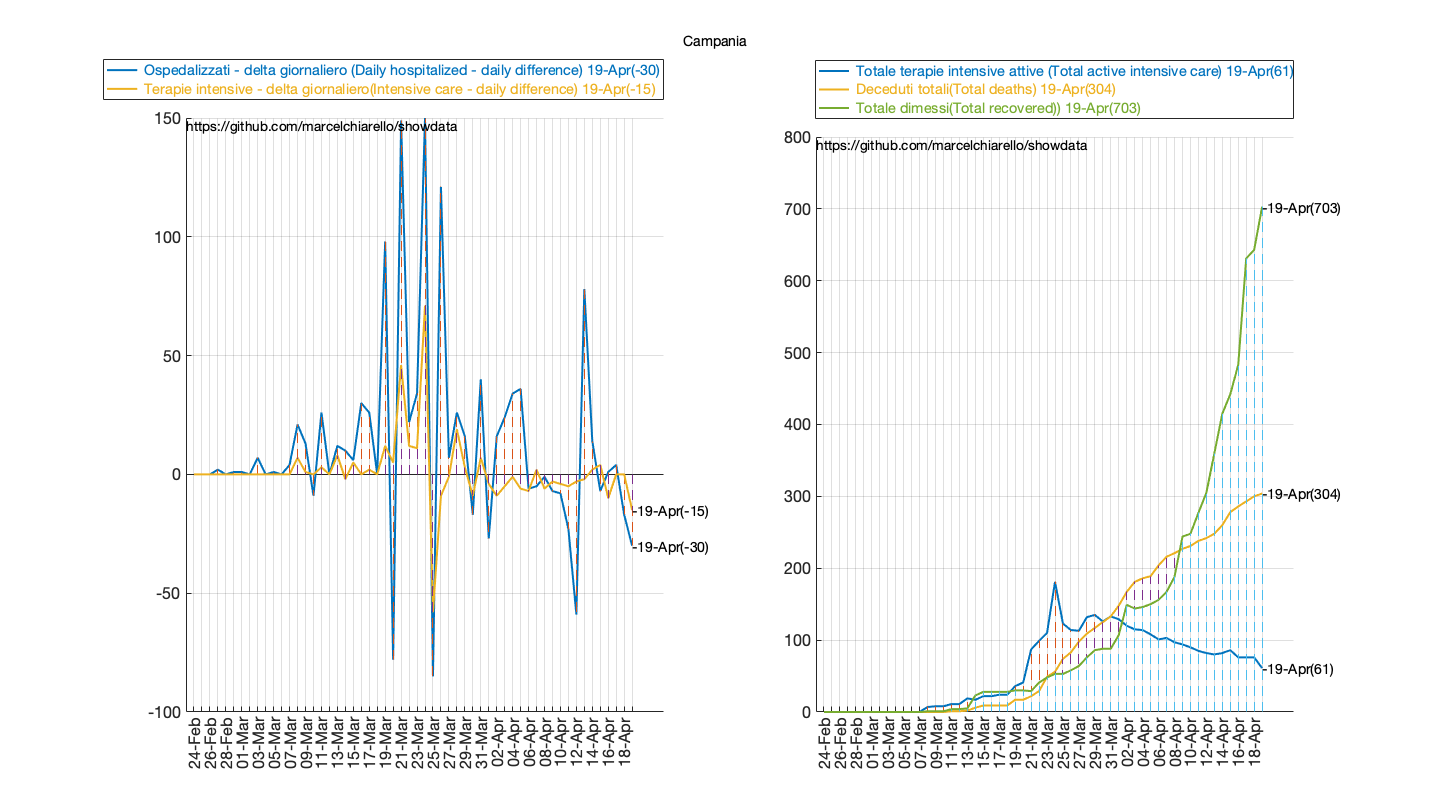 Campania
Ospedalizzati - delta giornaliero (Daily hospitalized - daily difference) 19-Apr(-30)
Terapie intensive - delta giornaliero(Intensive care - daily difference) 19-Apr(-15)
https://github.com/marcelchiarello/showdata
150
100
50
0
-50
-100
-19-Apr(-15)
-19-Apr(-30)
24-Feb
26-Feb
28-Feb
01-Mar
03-Mar
05-Mar
07-Mar
09-Mar
11-Mar
13-Mar
15-Mar
17-Mar
19-Mar
21-Mar
23-Mar
25-Mar
27-Mar
29-Mar
31-Mar
02-Apr
04-Apr
06-Apr
08-Apr
10-Apr
12-Apr
14-Apr
16-Apr
18-Apr
Totale terapie intensive attive (Total active intensive care) 19-Apr(61)
Deceduti totali(Total deaths) 19-Apr(304)
Totale dimessi(Total recovered)) 19-Apr(703)
https://github.com/marcelchiarello/showdata
800
700
600
500
400
300
200
100
0
-19-Apr(703)
-19-Apr(304)
-19-Apr(61)
24-Feb
26-Feb
28-Feb
01-Mar
03-Mar
05-Mar
07-Mar
09-Mar
11-Mar
13-Mar
15-Mar
17-Mar
19-Mar
21-Mar
23-Mar
25-Mar
27-Mar
29-Mar
31-Mar
02-Apr
04-Apr
06-Apr
08-Apr
10-Apr
12-Apr
14-Apr
16-Apr
18-Apr